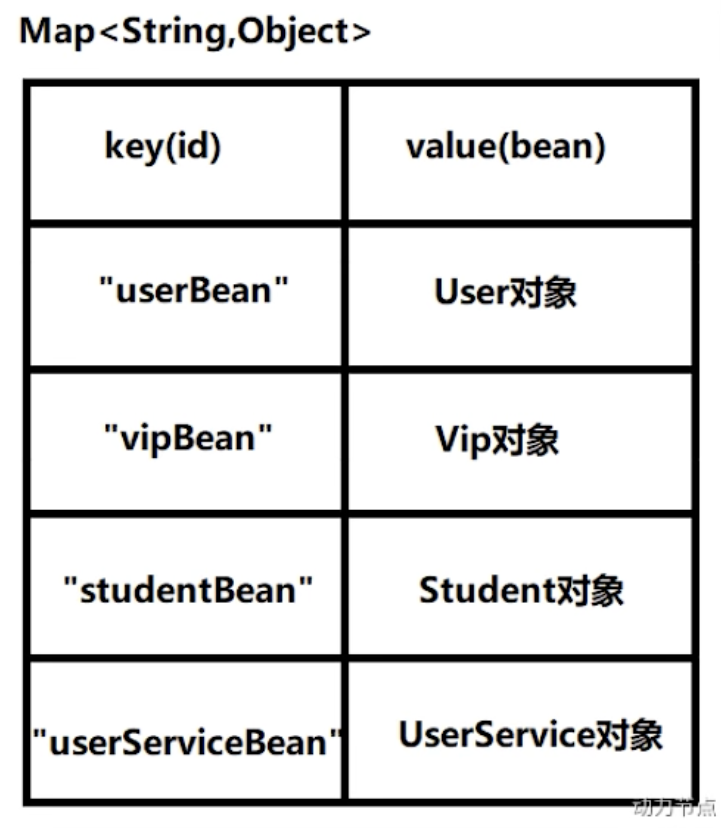 Map<String,Object>
key(id) value(bean)
"userBean" User对象
"vipBean" Vip对象
"studentBean" Student对象
"userServiceBean" UserService对象
动力节点